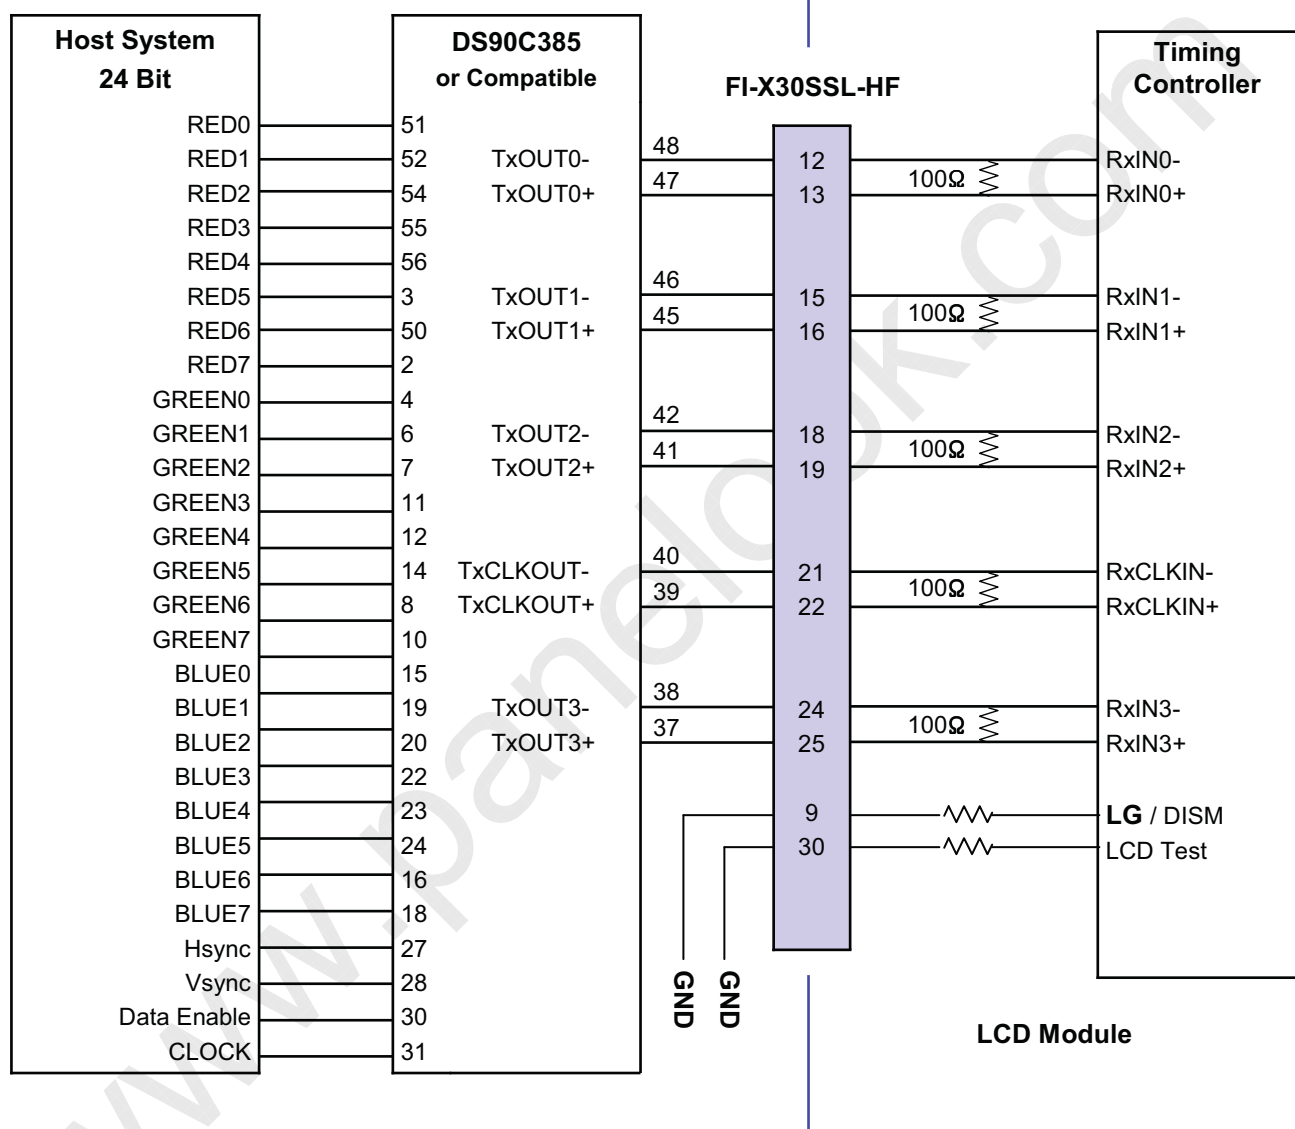 Host System
24 Bit
RED0
RED1
RED2
RED3
RED4
RED5
RED6
RED7
GREEN0
GREEN1
GREEN2
GREEN3
GREEN4
GREEN5
GREEN6
GREEN7
BLUE0
BLUE1
BLUE2
BLUE3
BLUE4
BLUE5
BLUE6
BLUE7
Hsync
Vsync
Data Enable
CLOCK
DS90C385
or Compatible
51
52
54
55
56
3
50
2
4
6
7
11
12
14
8
10
15
19
20
22
23
24
16
18
27
28
30
31
TxOUT0-
TxOUT0+
TxOUT1-
TxOUT1+
TxOUT2-
TxOUT2+
TxCLKOUT-
TxCLKOUT+
TxOUT3-
TxOUT3+
48
47
46
45
42
41
40
39
38
37
GND
GND
FI-X30SSL-HF
12
13
15
16
18
19
21
22
24
25
9
30
100Ω
100Ω
100Ω
100Ω
100Ω
Timing
Controller
RxIN0-
RxIN0+
RxIN1-
RxIN1+
RxIN2-
RxIN2+
RxCLKIN-
RxCLKIN+
RxIN3-
RxIN3+
LG / DISM
LCD Test
LCD Module
www.panelook.com